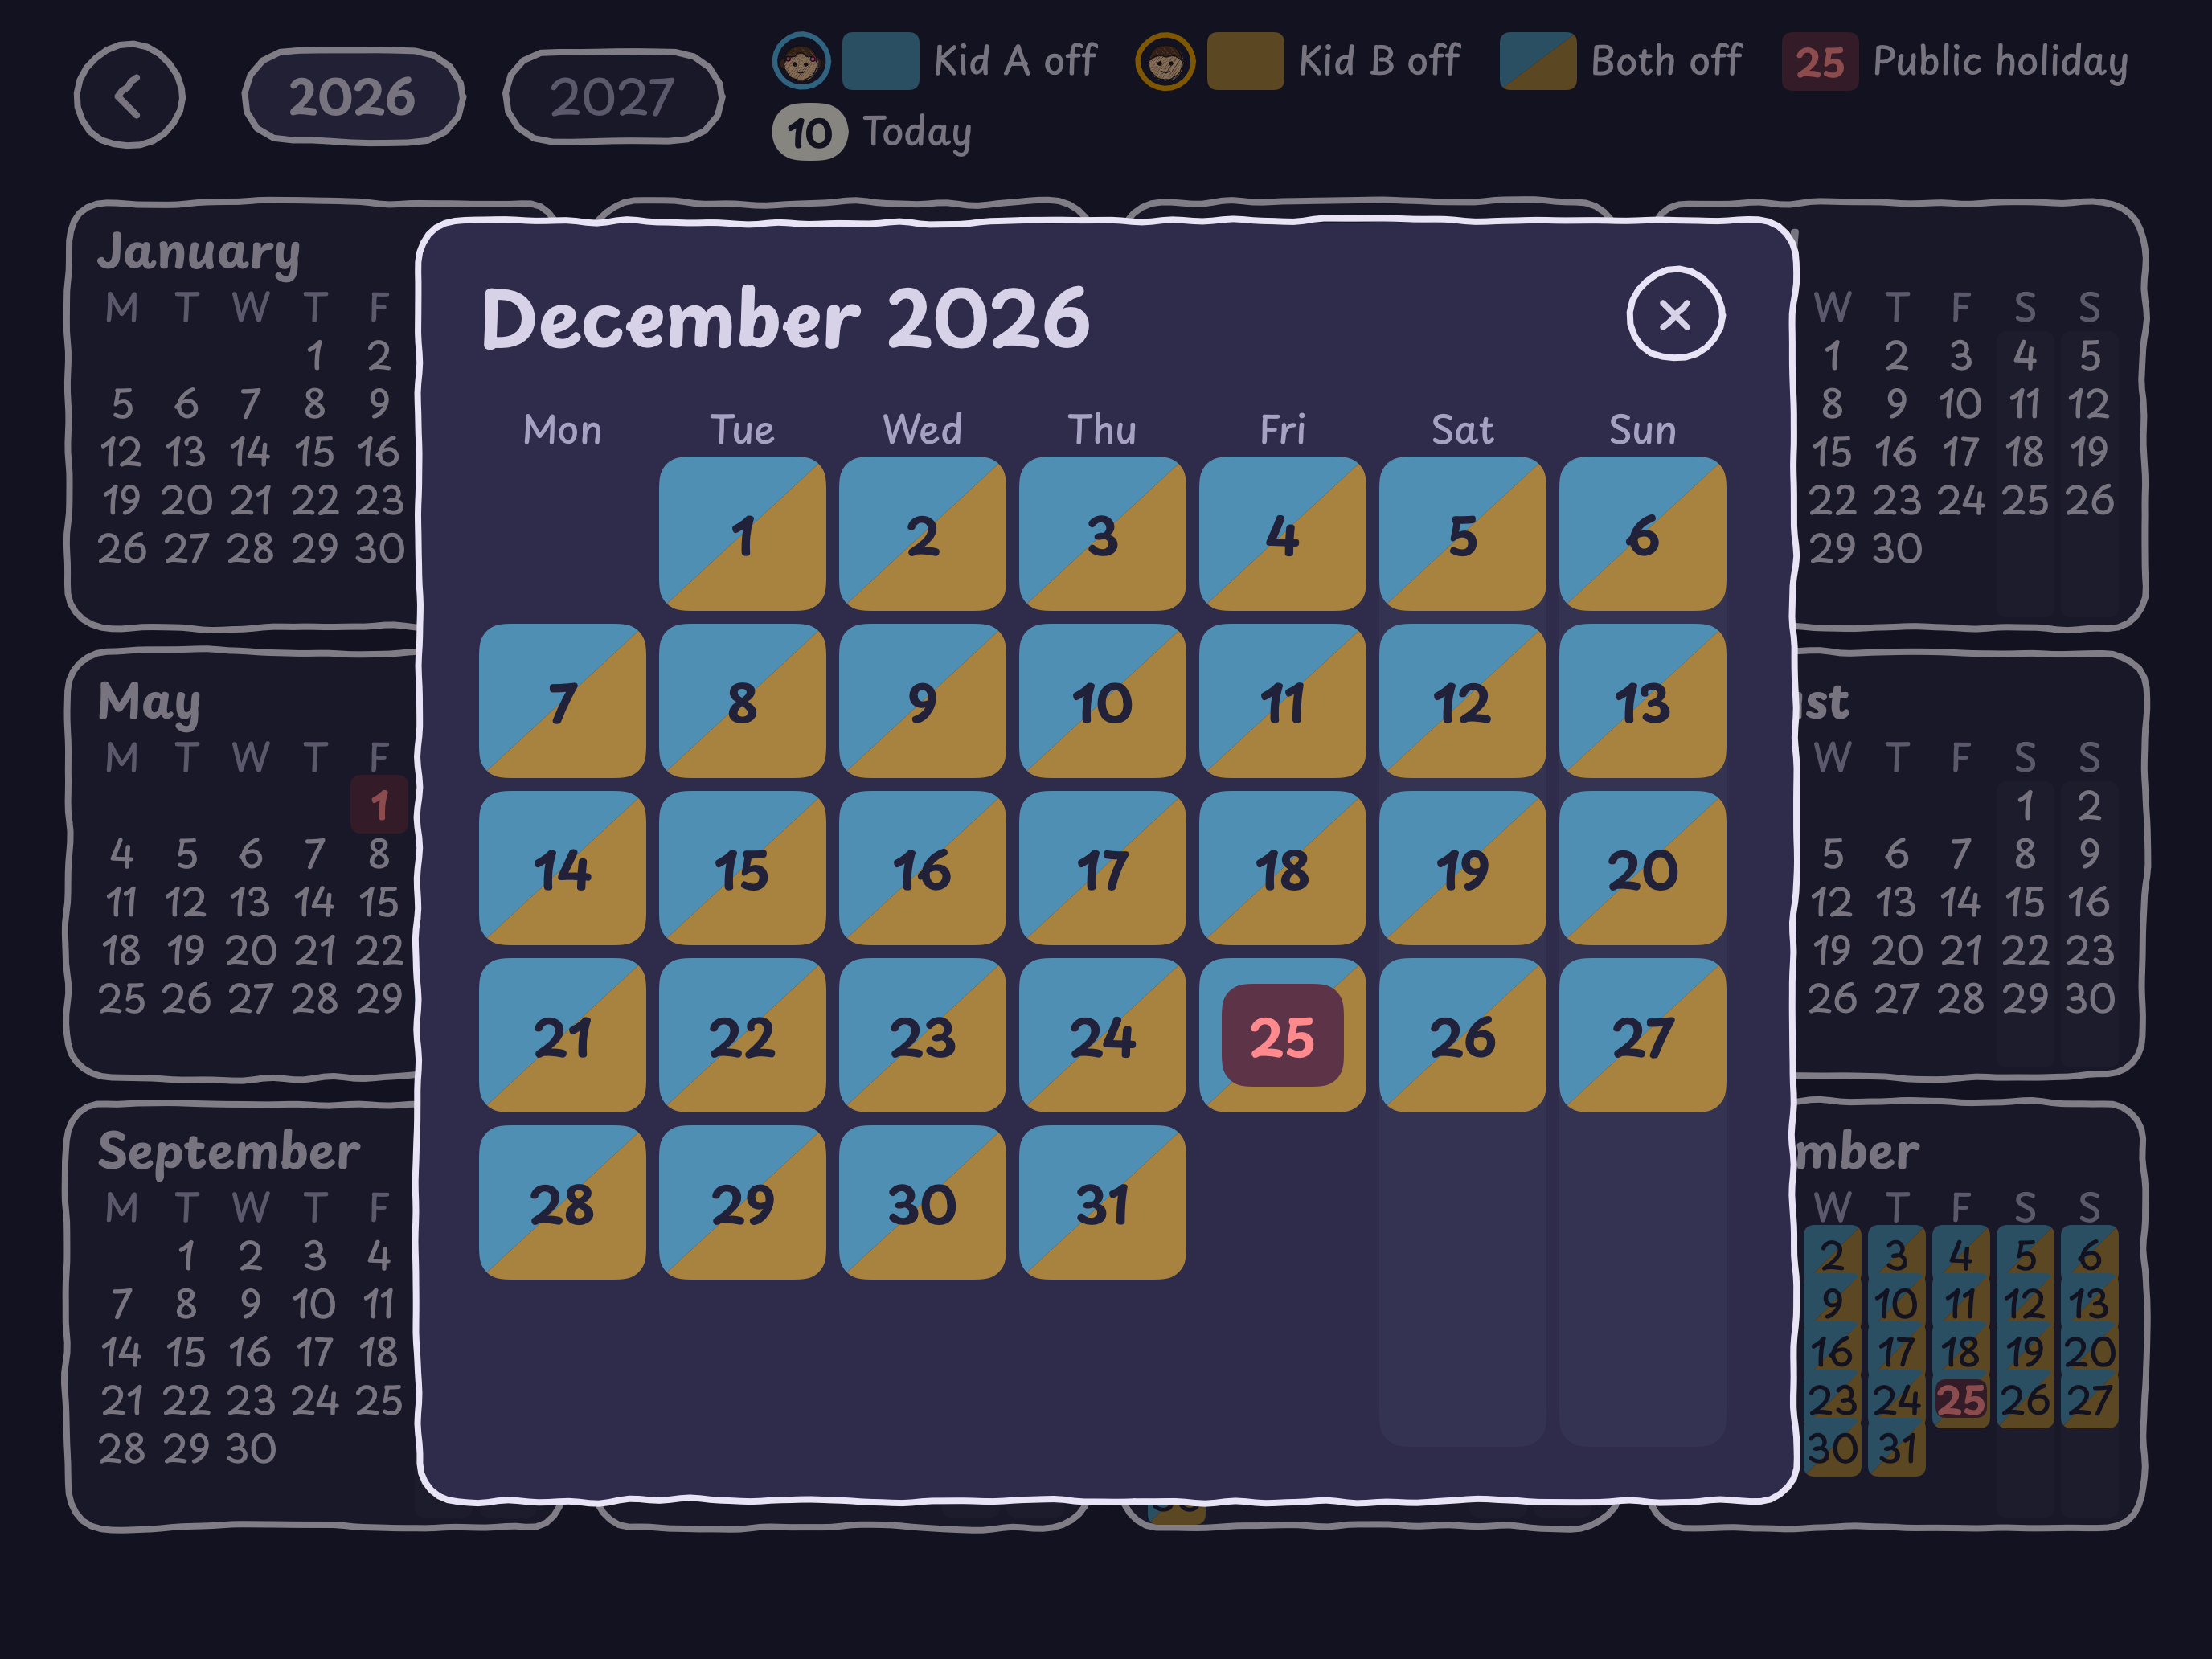 2026 2027
Kid A off Kid B off Both off 25 Public holiday
10 Today
January
M T W T F
1 2
5 6 7 8 9
12 13 14 15 16
19 20 21 22 23
26 27 28 29 30
W T F S S
1 2 3 4 5
8 9 10 11 12
15 16 17 18 19
22 23 24 25 26
29 30
May
M T W T F
1
4 5 6 7 8
11 12 13 14 15
18 19 20 21 22
25 26 27 28 29
st
W T F S S
1 2
5 6 7 8 9
12 13 14 15 16
19 20 21 22 23
26 27 28 29 30
September
M T W T F
1 2 3 4
7 8 9 10 11
14 15 16 17 18
21 22 23 24 25
28 29 30
mber
W T F S S
2 3 4 5 6
9 10 11 12 13
16 17 18 19 20
23 24 25 26 27
30 31
December 2026
Mon Tue Wed Thu Fri Sat Sun
1 2 3 4 5 6
7 8 9 10 11 12 13
14 15 16 17 18 19 20
21 22 23 24 25 26 27
28 29 30 31